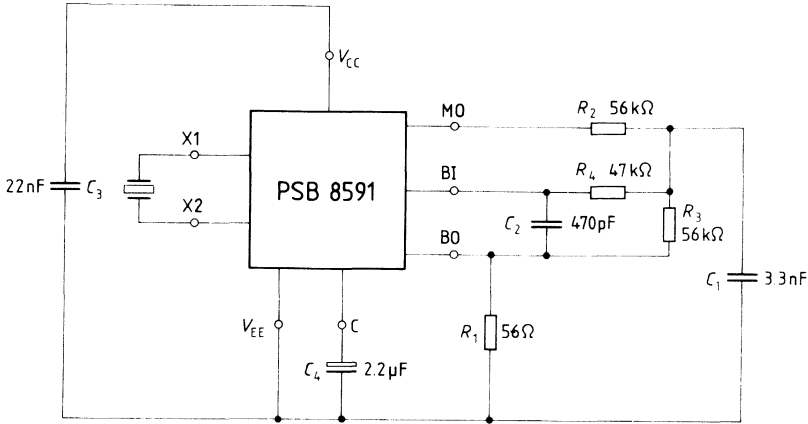 V_CC
MO
R_2 56kΩ
X1
BI
R_4 47kΩ
22nF C_3
PSB 8591
X2
C_2 470pF
R_3
56kΩ
BO
C_1 3.3nF
V_EE
C
R_1 56Ω
C_4 2.2µF